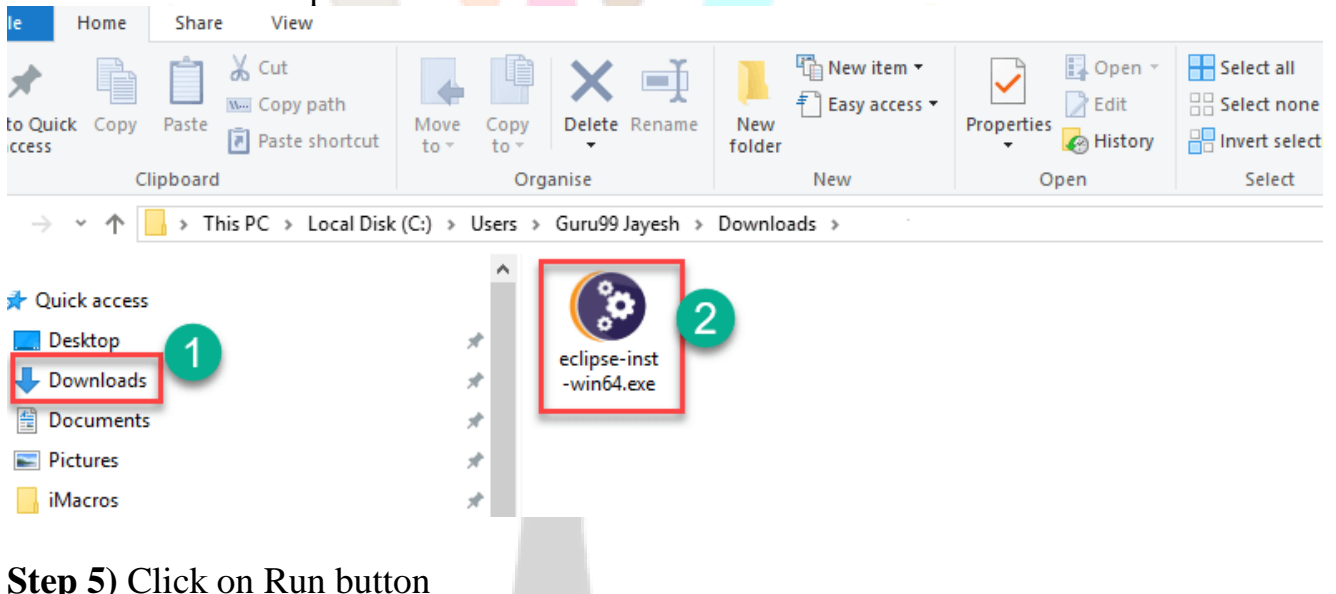 le Home Share View
Cut
Copy path
Paste shortcut
to Quick
ccess
Copy
Paste
Clipboard
Move
to
Copy
to
Delete
Rename
Organise
New
folder
New item
Easy access
New
Properties
Open
Edit
History
Open
Select all
Select none
Invert select
Select
This PC > Local Disk (C:) > Users > Guru99 Jayesh > Downloads >
Quick access
Desktop
1
Downloads
Documents
Pictures
iMacros
2
eclipse-inst
-win64.exe
Step 5) Click on Run button